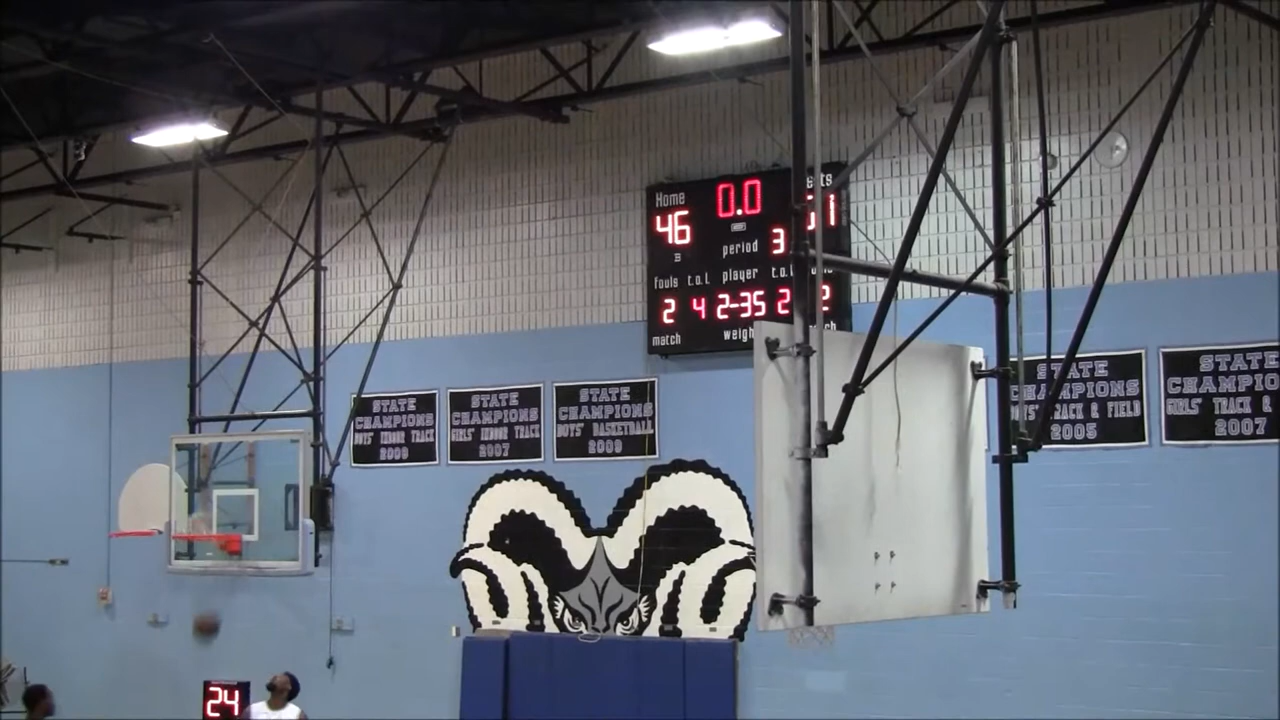 Home
0.0
46
period
3
fouls t.o.l player t.o.l
2 4 2-35 2 2
match
STATE
CHAMPIONS
BOYS' INDOOR TRACK
2009
STATE
CHAMPIONS
GIRLS' INDOOR TRACK
2007
STATE
CHAMPIONS
BOYS' BASKETBALL
2009
STATE
CHAMPIONS
BOYS' TRACK & FIELD
2005
STATE
GIRLS' TRACK &
2007
24